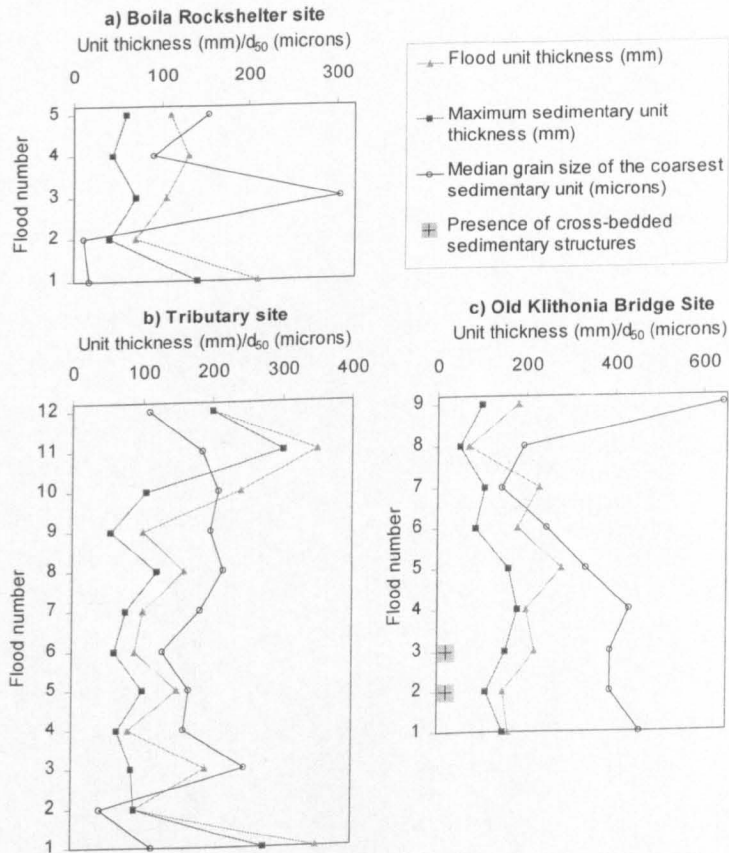 a) Boila Rockshelter site
Unit thickness (mm)/d50 (microns)
0 100 200 300
5
4
3
2
1
Flood number
Flood unit thickness (mm)
Maximum sedimentary unit
thickness (mm)
Median grain size of the coarsest
sedimentary unit (microns)
Presence of cross-bedded
sedimentary structures
b) Tributary site
Unit thickness (mm)/d50 (microns)
0 100 200 300 400
12
11
10
9
8
7
6
5
4
3
2
1
Flood number
c) Old Klithonia Bridge Site
Unit thickness (mm)/d50 (microns)
0 200 400 600
9
8
7
6
5
4
3
2
1
Flood number